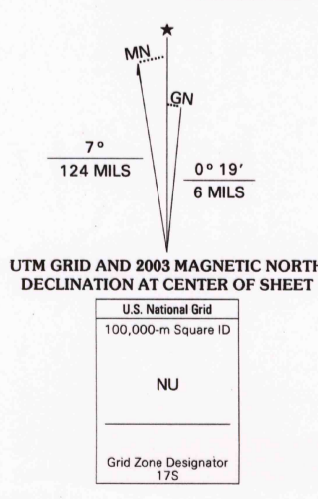 ★
MN
GN
7°
124 MILS
0° 19′
6 MILS
UTM GRID AND 2003 MAGNETIC NORTH
DECLINATION AT CENTER OF SHEET
U.S. National Grid
100,000-m Square ID
NU
Grid Zone Designator
17S